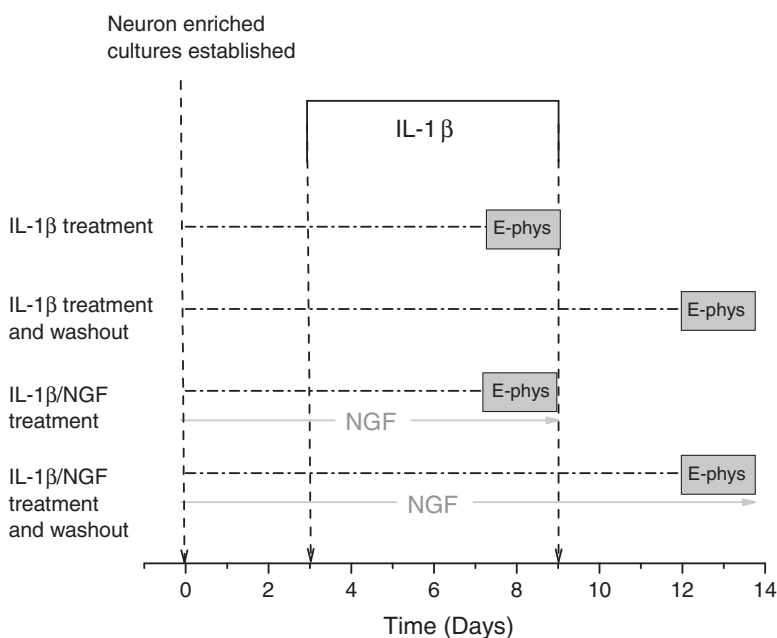 Neuron enriched
cultures established
IL-1 β
IL-1β treatment
E-phys
IL-1β treatment
and washout
E-phys
IL-1β/NGF
treatment
E-phys
NGF
IL-1β/NGF
treatment
and washout
E-phys
NGF
0 2 4 6 8 10 12 14
Time (Days)